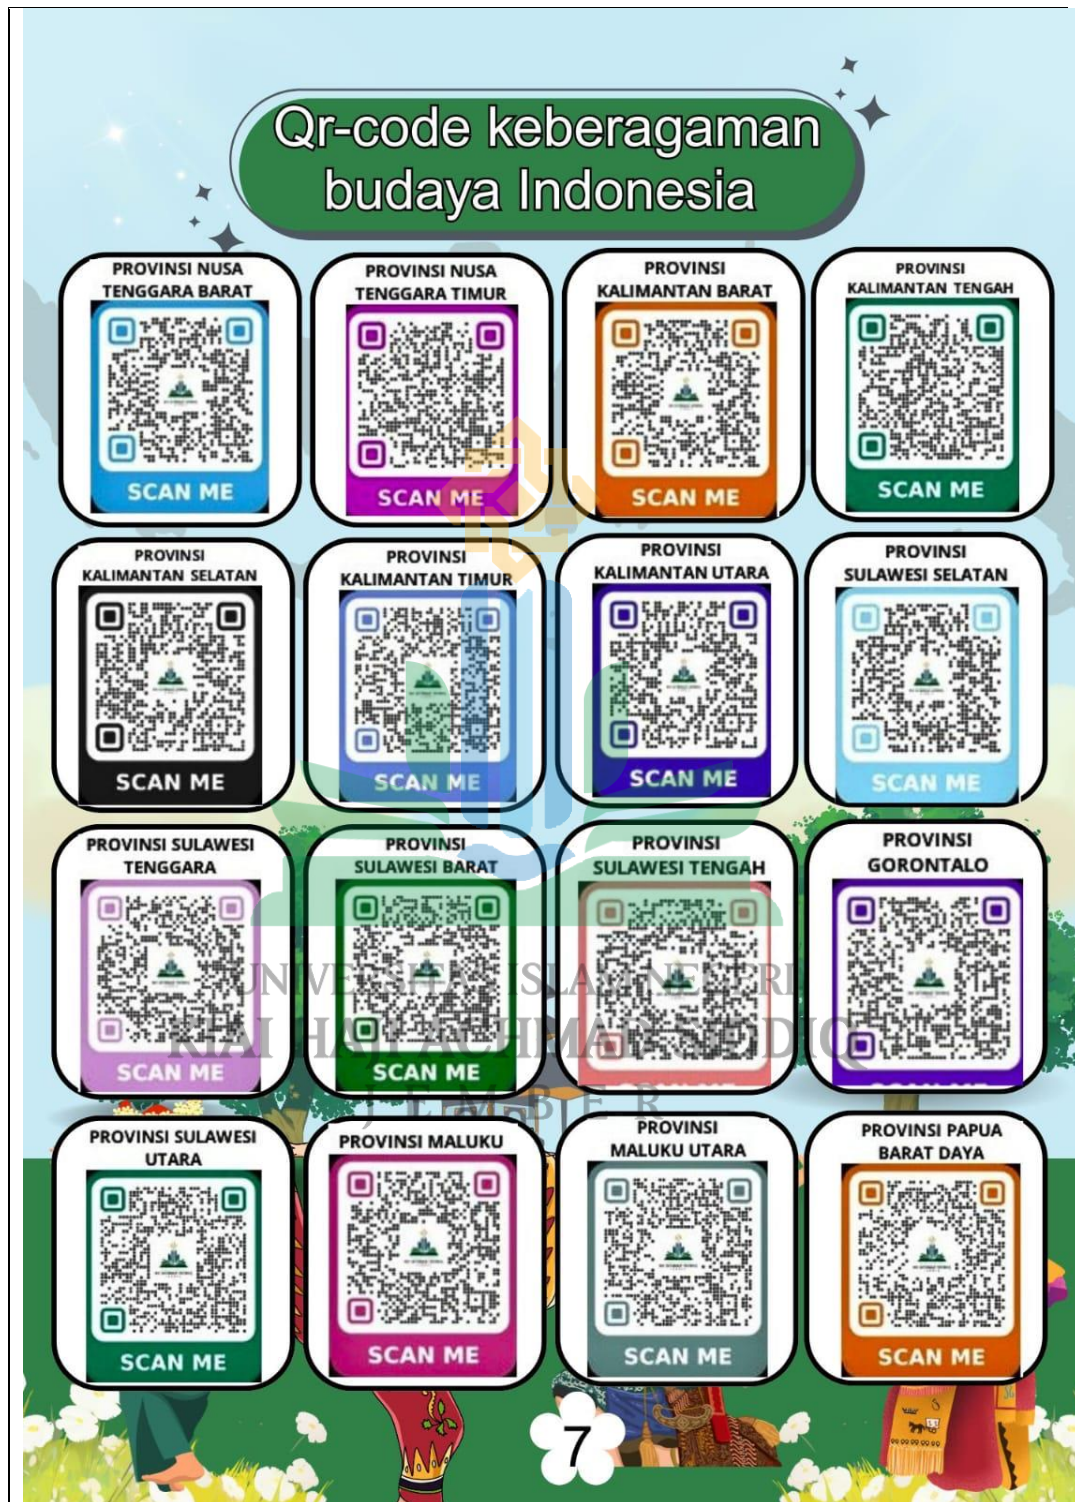 Qr-code keberagaman
budaya Indonesia
PROVINSI NUSA
TENGGARA BARAT
SCAN ME
PROVINSI NUSA
TENGGARA TIMUR
SCAN ME
PROVINSI
KALIMANTAN BARAT
SCAN ME
PROVINSI
KALIMANTAN TENGAH
SCAN ME
PROVINSI
KALIMANTAN SELATAN
SCAN ME
PROVINSI
KALIMANTAN TIMUR
SCAN ME
PROVINSI
KALIMANTAN UTARA
SCAN ME
PROVINSI
SULAWESI SELATAN
SCAN ME
PROVINSI SULAWESI
TENGGARA
SCAN ME
PROVINSI
SULAWESI BARAT
SCAN ME
PROVINSI
SULAWESI TENGAH
SCAN ME
PROVINSI
GORONTALO
SCAN ME
UNIVERSITAS ISLAM NEGERI
KIAI HAJI ACHMAD SIDDIQ
JEMBER
PROVINSI SULAWESI
UTARA
SCAN ME
PROVINSI MALUKU
SCAN ME
PROVINSI
MALUKU UTARA
SCAN ME
PROVINSI PAPUA
BARAT DAYA
SCAN ME
7